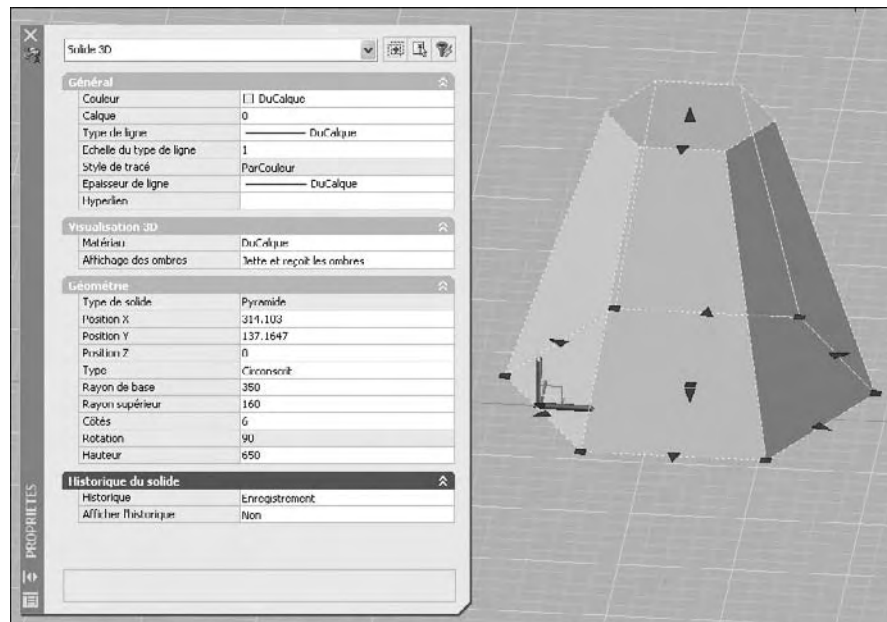 Solide 3D
Général
Couleur DuCalque
Calque 0
Type de ligne DuCalque
Echelle du type de ligne 1
Style de tracé ParCouleur
Epaisseur de ligne DuCalque
Hyperlien
Visualisation 3D
Matériau DuCalque
Affichage des ombres Jette et reçoit les ombres
Géométrie
Type de solide Pyramide
Position X 314.103
Position Y 137.1647
Position Z 0
Type Circonscrit
Rayon de base 350
Rayon supérieur 160
Côtés 6
Rotation 90
Hauteur 650
Historique du solide
Historique Enregistrement
Afficher l'historique Non
PROPRIETES